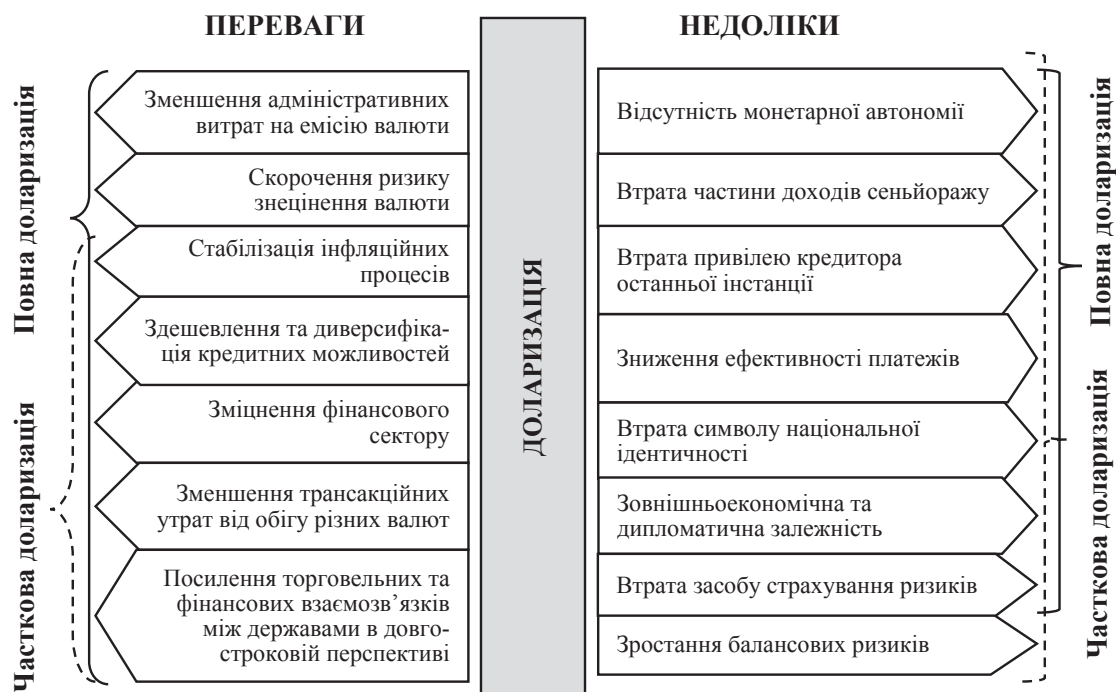 ПЕРЕВАГИ
НЕДОЛІКИ
Повна доларизація
Часткова доларизація
Зменшення адміністративних
витрат на емісію валюти
Скорочення ризику
знецінення валюти
Стабілізація інфляційних
процесів
Здешевлення та диверсифіка-
ція кредитних можливостей
Зміцнення фінансового
сектору
Зменшення трансакційних
утрат від обігу різних валют
Посилення торговельних та
фінансових взаємозв’язків
між державами в довго-
строковій перспективі
ДОЛАРИЗАЦІЯ
Відсутність монетарної автономії
Втрата частини доходів сеньйоражу
Втрата привілею кредитора
останньої інстанції
Зниження ефективності платежів
Втрата символу національної
ідентичності
Зовнішньоекономічна та
дипломатична залежність
Втрата засобу страхування ризиків
Зростання балансових ризиків
Повна доларизація
Часткова доларизація